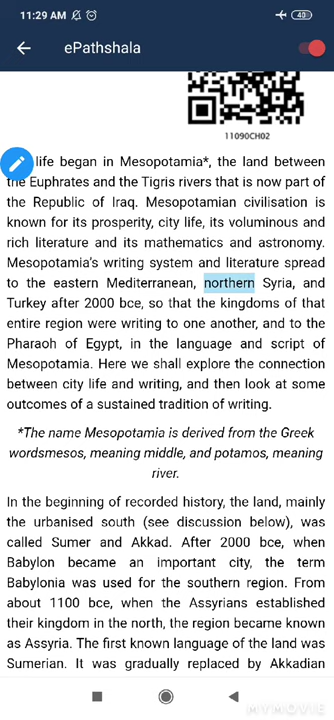 11:29 AM
40
ePathshala
11090CH02
life began in Mesopotamia*, the land between
the Euphrates and the Tigris rivers that is now part of
the Republic of Iraq. Mesopotamian civilisation is
known for its prosperity, city life, its voluminous and
rich literature and its mathematics and astronomy.
Mesopotamia's writing system and literature spread
to the eastern Mediterranean, northern Syria, and
Turkey after 2000 bce, so that the kingdoms of that
entire region were writing to one another, and to the
Pharaoh of Egypt, in the language and script of
Mesopotamia. Here we shall explore the connection
between city life and writing, and then look at some
outcomes of a sustained tradition of writing.
*The name Mesopotamia is derived from the Greek
wordsmesos, meaning middle, and potamos, meaning
river.
In the beginning of recorded history, the land, mainly
the urbanised south (see discussion below), was
called Sumer and Akkad. After 2000 bce, when
Babylon became an important city, the term
Babylonia was used for the southern region. From
about 1100 bce, when the Assyrians established
their kingdom in the north, the region became known
as Assyria. The first known language of the land was
Sumerian. It was gradually replaced by Akkadian
MYMOVIE